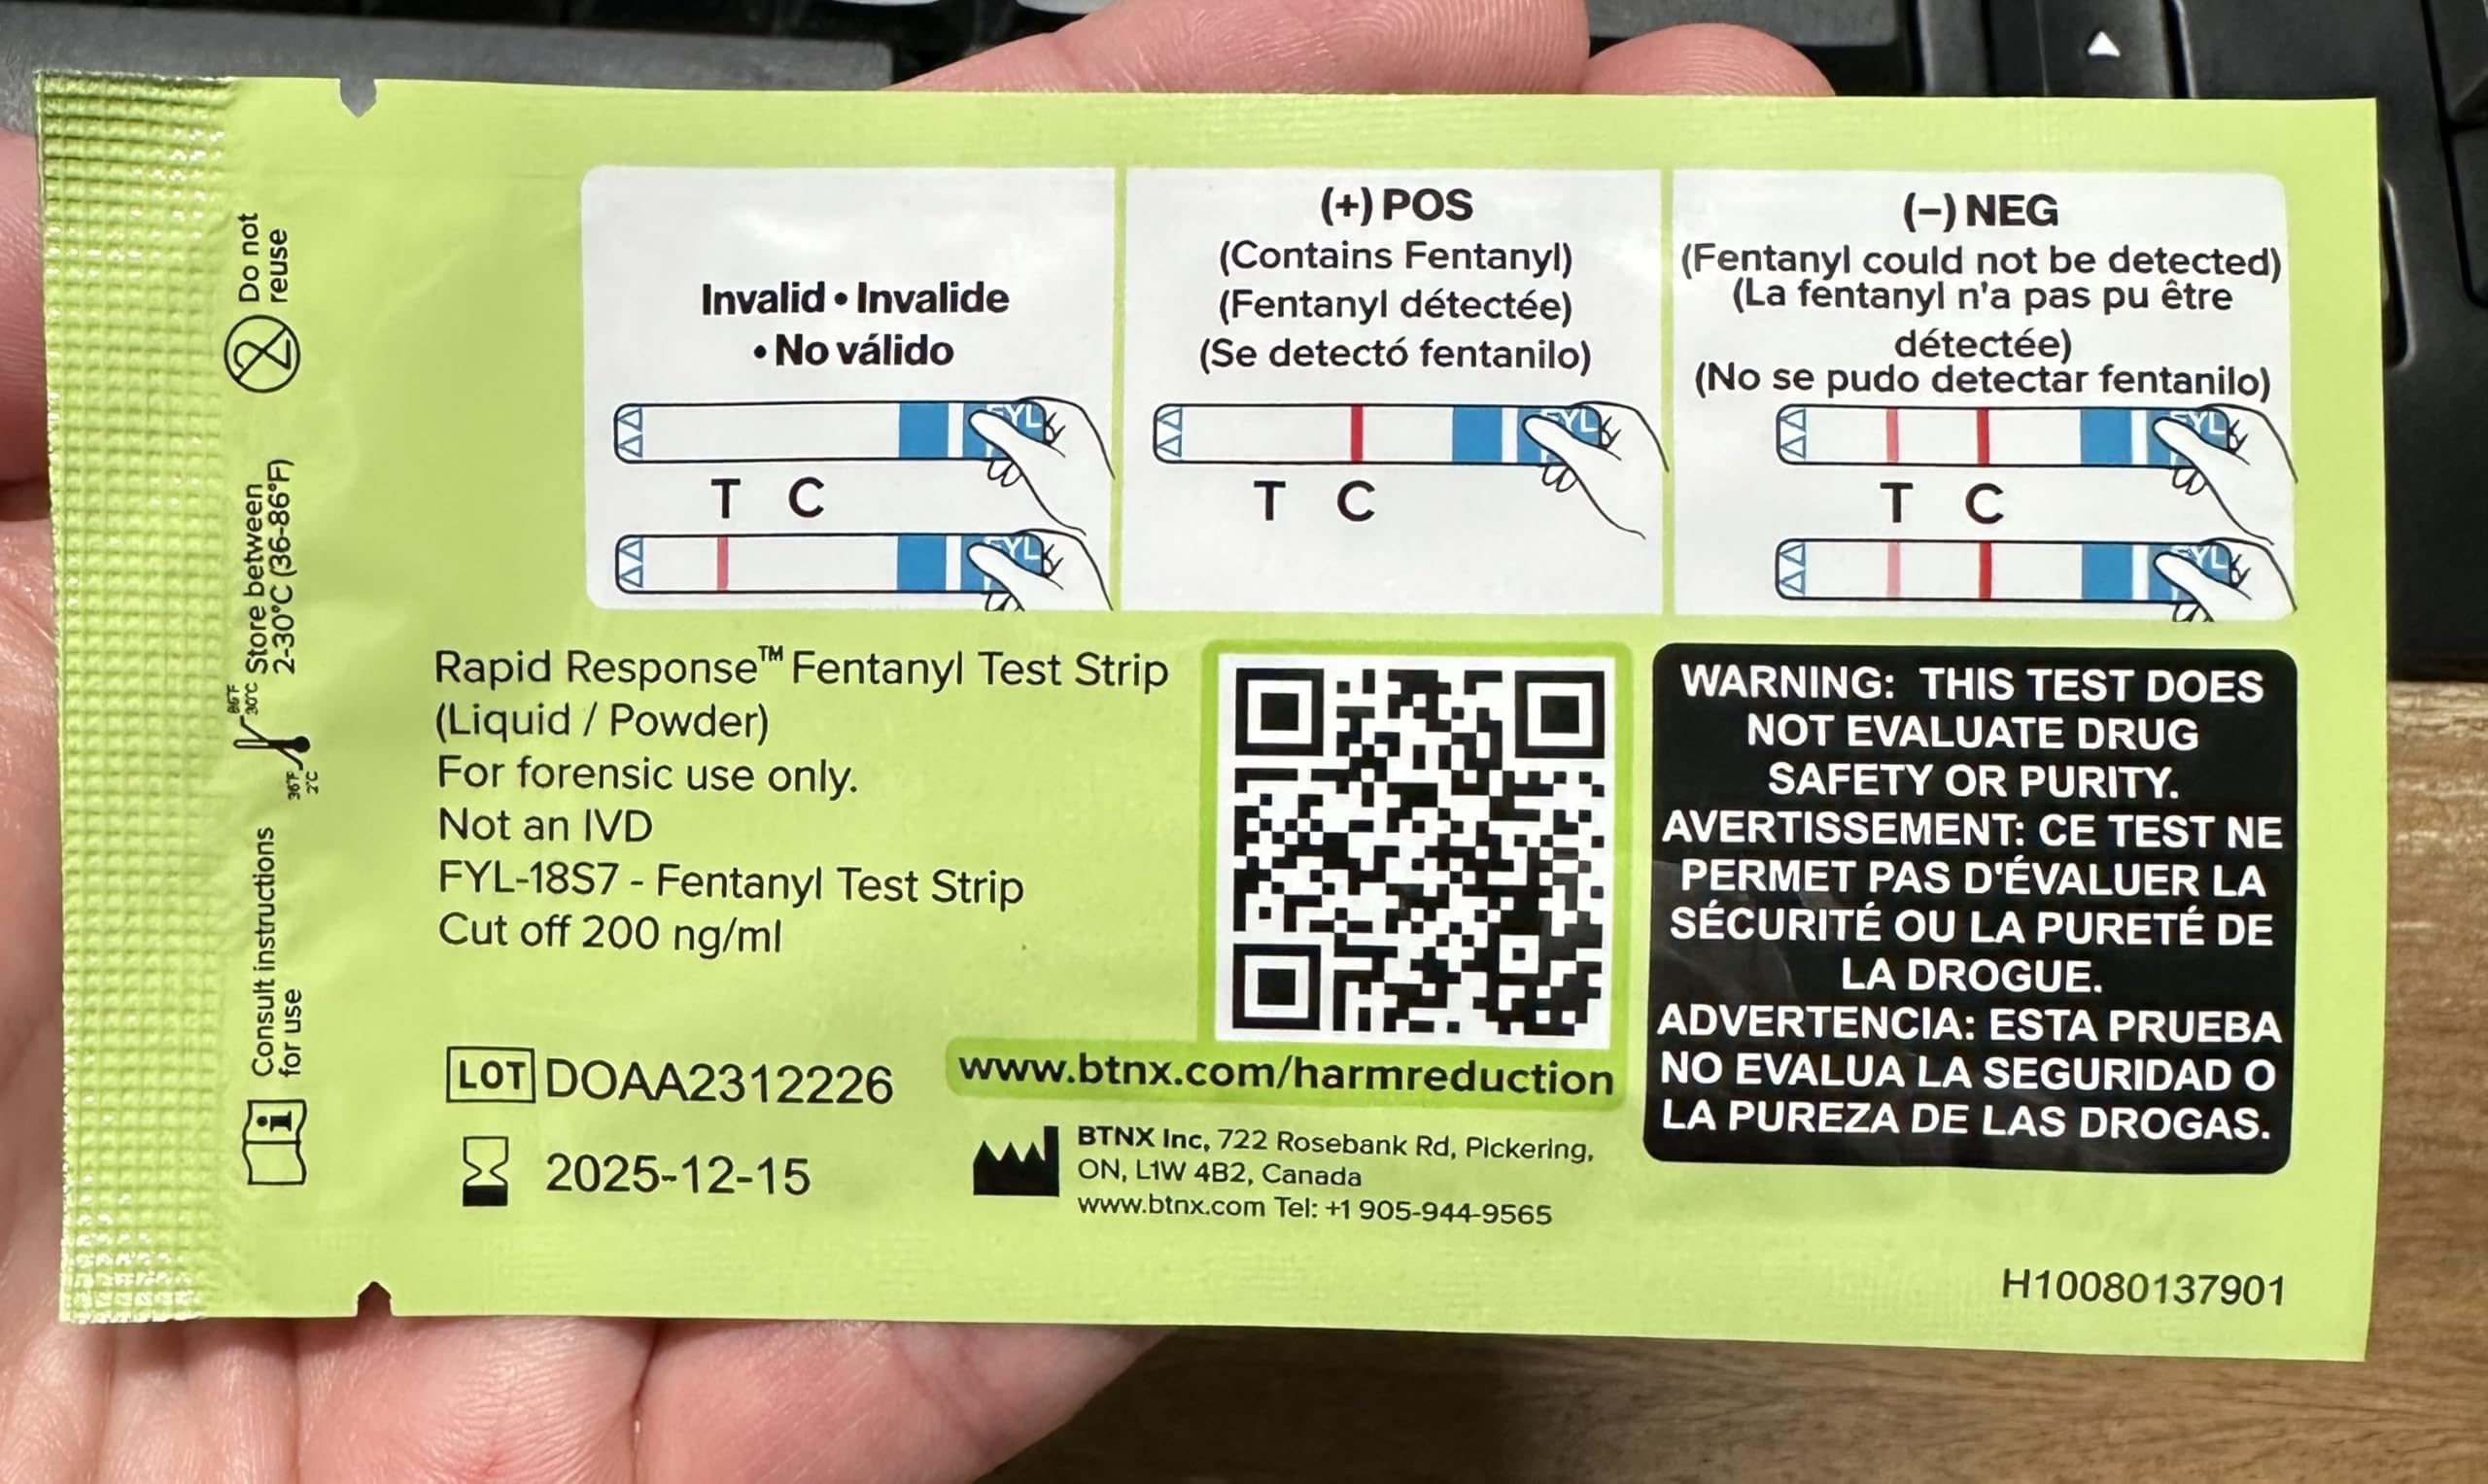 Do not
reuse
Store between
2-30°C (36-86°F)
86°F
30°C
36°F
2°C
Consult instructions
for use
Invalid • Invalide
• No válido
T C
(+) POS
(Contains Fentanyl)
(Fentanyl détectée)
(Se detectó fentanilo)
T C
(–) NEG
(Fentanyl could not be detected)
(La fentanyl n'a pas pu être
détectée)
(No se pudo detectar fentanilo)
T C
Rapid Response™ Fentanyl Test Strip
(Liquid / Powder)
For forensic use only.
Not an IVD
FYL-18S7 - Fentanyl Test Strip
Cut off 200 ng/ml
LOT DOAA2312226
2025-12-15
www.btnx.com/harmreduction
BTNX Inc, 722 Rosebank Rd, Pickering,
ON, L1W 4B2, Canada
www.btnx.com Tel: +1 905-944-9565
WARNING: THIS TEST DOES
NOT EVALUATE DRUG
SAFETY OR PURITY.
AVERTISSEMENT: CE TEST NE
PERMET PAS D'ÉVALUER LA
SÉCURITÉ OU LA PURETÉ DE
LA DROGUE.
ADVERTENCIA: ESTA PRUEBA
NO EVALUA LA SEGURIDAD O
LA PUREZA DE LAS DROGAS.
H10080137901